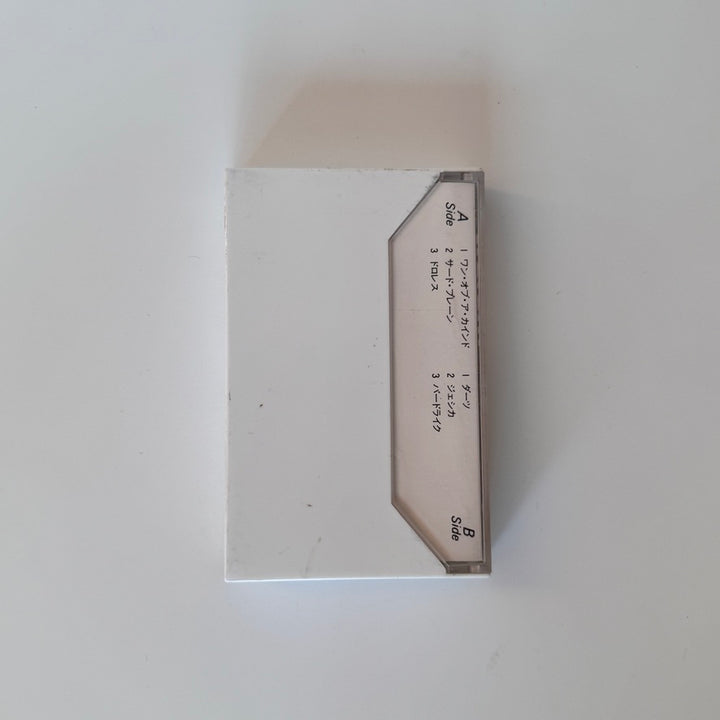 A
Side
1 ワン・オブ・ア・カインド
2 サード・プレーン
3 ドロレス
1 ダーツ
2 ジェシカ
3 バードライク
B
Side